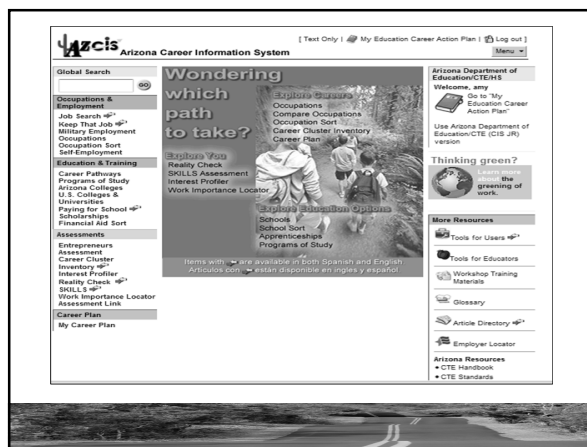 Azcis Arizona Career Information System
[ Text Only | My Education Career Action Plan | Log out ]
Menu
Global Search
GO
Occupations &
Employment
Job Search
Keep That Job
Military Employment
Occupations
Occupation Sort
Self-Employment
Education & Training
Career Pathways
Programs of Study
Arizona Colleges
U.S. Colleges &
Universities
Paying for School
Scholarships
Financial Aid Sort
Assessments
Entrepreneurs
Assessment
Career Cluster
Inventory
Interest Profiler
Reality Check
SKILLS
Work Importance Locator
Assessment Link
Career Plan
My Career Plan
Wondering
which
path
to take?
Explore Careers
Occupations
Compare Occupations
Occupation Sort
Career Cluster Inventory
Career Plan
Explore You
Reality Check
SKILLS Assessment
Interest Profiler
Work Importance Locator
Explore Education Options
Schools
School Sort
Apprenticeships
Programs of Study
Items with are available in both Spanish and English
Articulos con están disponible en ingles y español
Arizona Department of
Education/CTE/HS
Welcome, amy
Go to "My
Education Career
Action Plan"
Use Arizona Department of
Education/CTE (CIS JR)
version
Thinking green?
Learn more
about the
greening of
work.
More Resources
Tools for Users
Tools for Educators
Workshop Training
Materials
Glossary
Article Directory
Employer Locator
Arizona Resources
• CTE Handbook
• CTE Standards